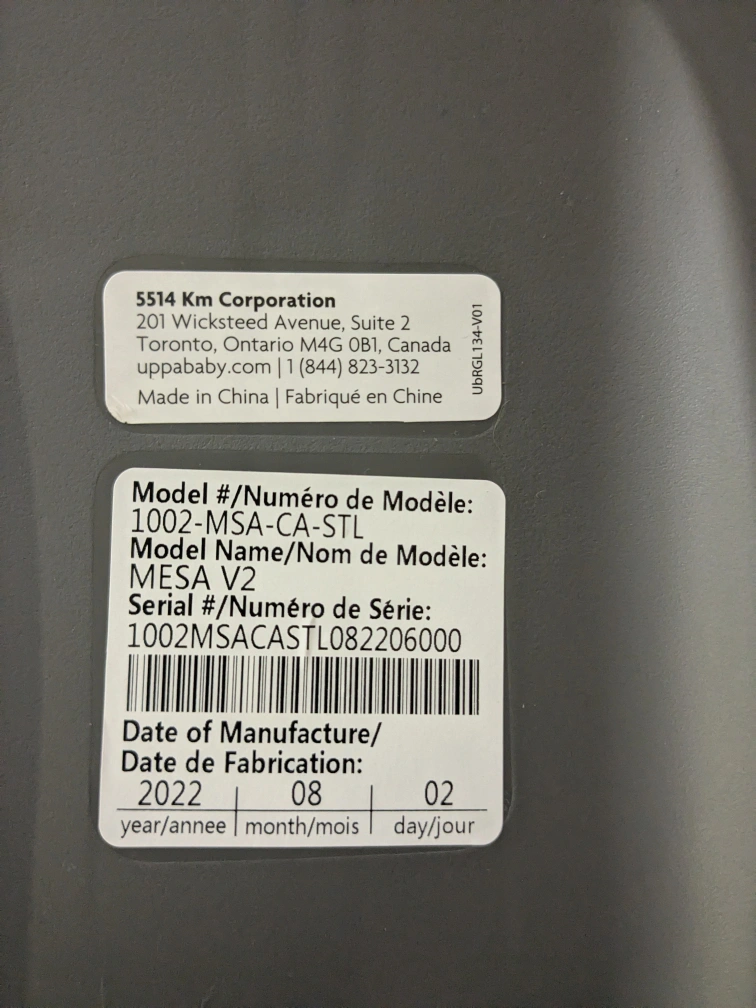 5514 Km Corporation
201 Wicksteed Avenue, Suite 2
Toronto, Ontario M4G 0B1, Canada
uppababy.com | 1 (844) 823-3132
Made in China | Fabriqué en Chine
UbRGL134-V01
Model #/Numéro de Modèle:
1002-MSA-CA-STL
Model Name/Nom de Modèle:
MESA V2
Serial #/Numéro de Série:
1002MSACASTL082206000
Date of Manufacture/
Date de Fabrication:
2022 | 08 | 02
year/annee | month/mois | day/jour